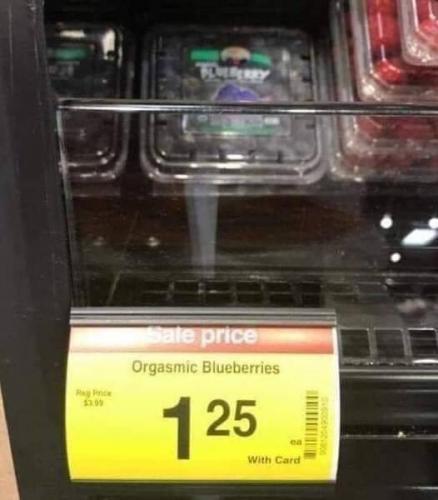 BLUEBERRY
Sale price
Orgasmic Blueberries
Reg Price
$3.99
1 25
ea
With Card